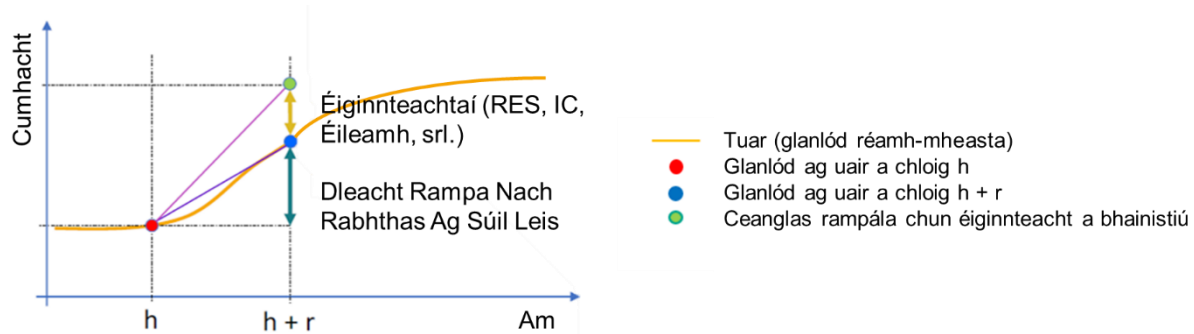 Cumhacht
Éiginnteachtaí (RES, IC,
Éileamh, srl.)
Dleacht Rampa Nach
Rabhthas Ag Súil Leis
h
h + r
Am
Tuar (glanlód réamh-mheasta)
Glanlód ag uair a chloig h
Glanlód ag uair a chloig h + r
Ceanglas rampála chun éiginnteacht a bhainistiú